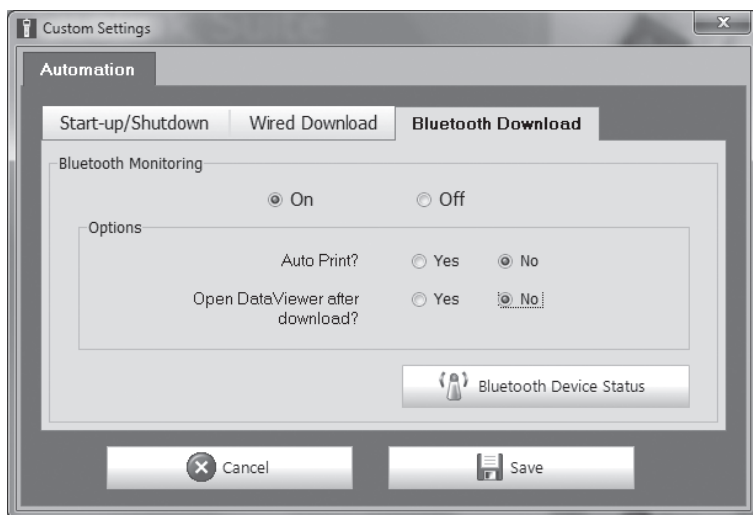 Custom Settings
x
Automation
Start-up/Shutdown
Wired Download
Bluetooth Download
Bluetooth Monitoring
On
Off
Options
Auto Print?
Yes
No
Open DataViewer after
download?
Yes
No
Bluetooth Device Status
Cancel
Save